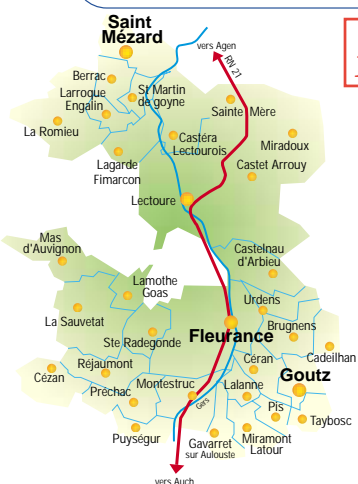 Saint
Mézard
vers Agen
RN 21
Berrac
St Martin
de goyne
Larroque
Engalin
Sainte Mère
La Romieu
Castéra
Lectourois
Miradoux
Lagarde
Fimarcon
Castet Arrouy
Lectoure
Mas
d'Auvignon
Castelnau
d'Arbieu
Lamothe
Goas
Urdens
La Sauvetat
Fleurance
Brugnens
Ste Radegonde
Cadeilhan
Réjaumont
Céran
Goutz
Cézan
Montestruc
Lalanne
Préchac
Gers
Pis
Taybosc
Puységur
Gavarret
sur Aulouste
Miramont
Latour
vers Auch